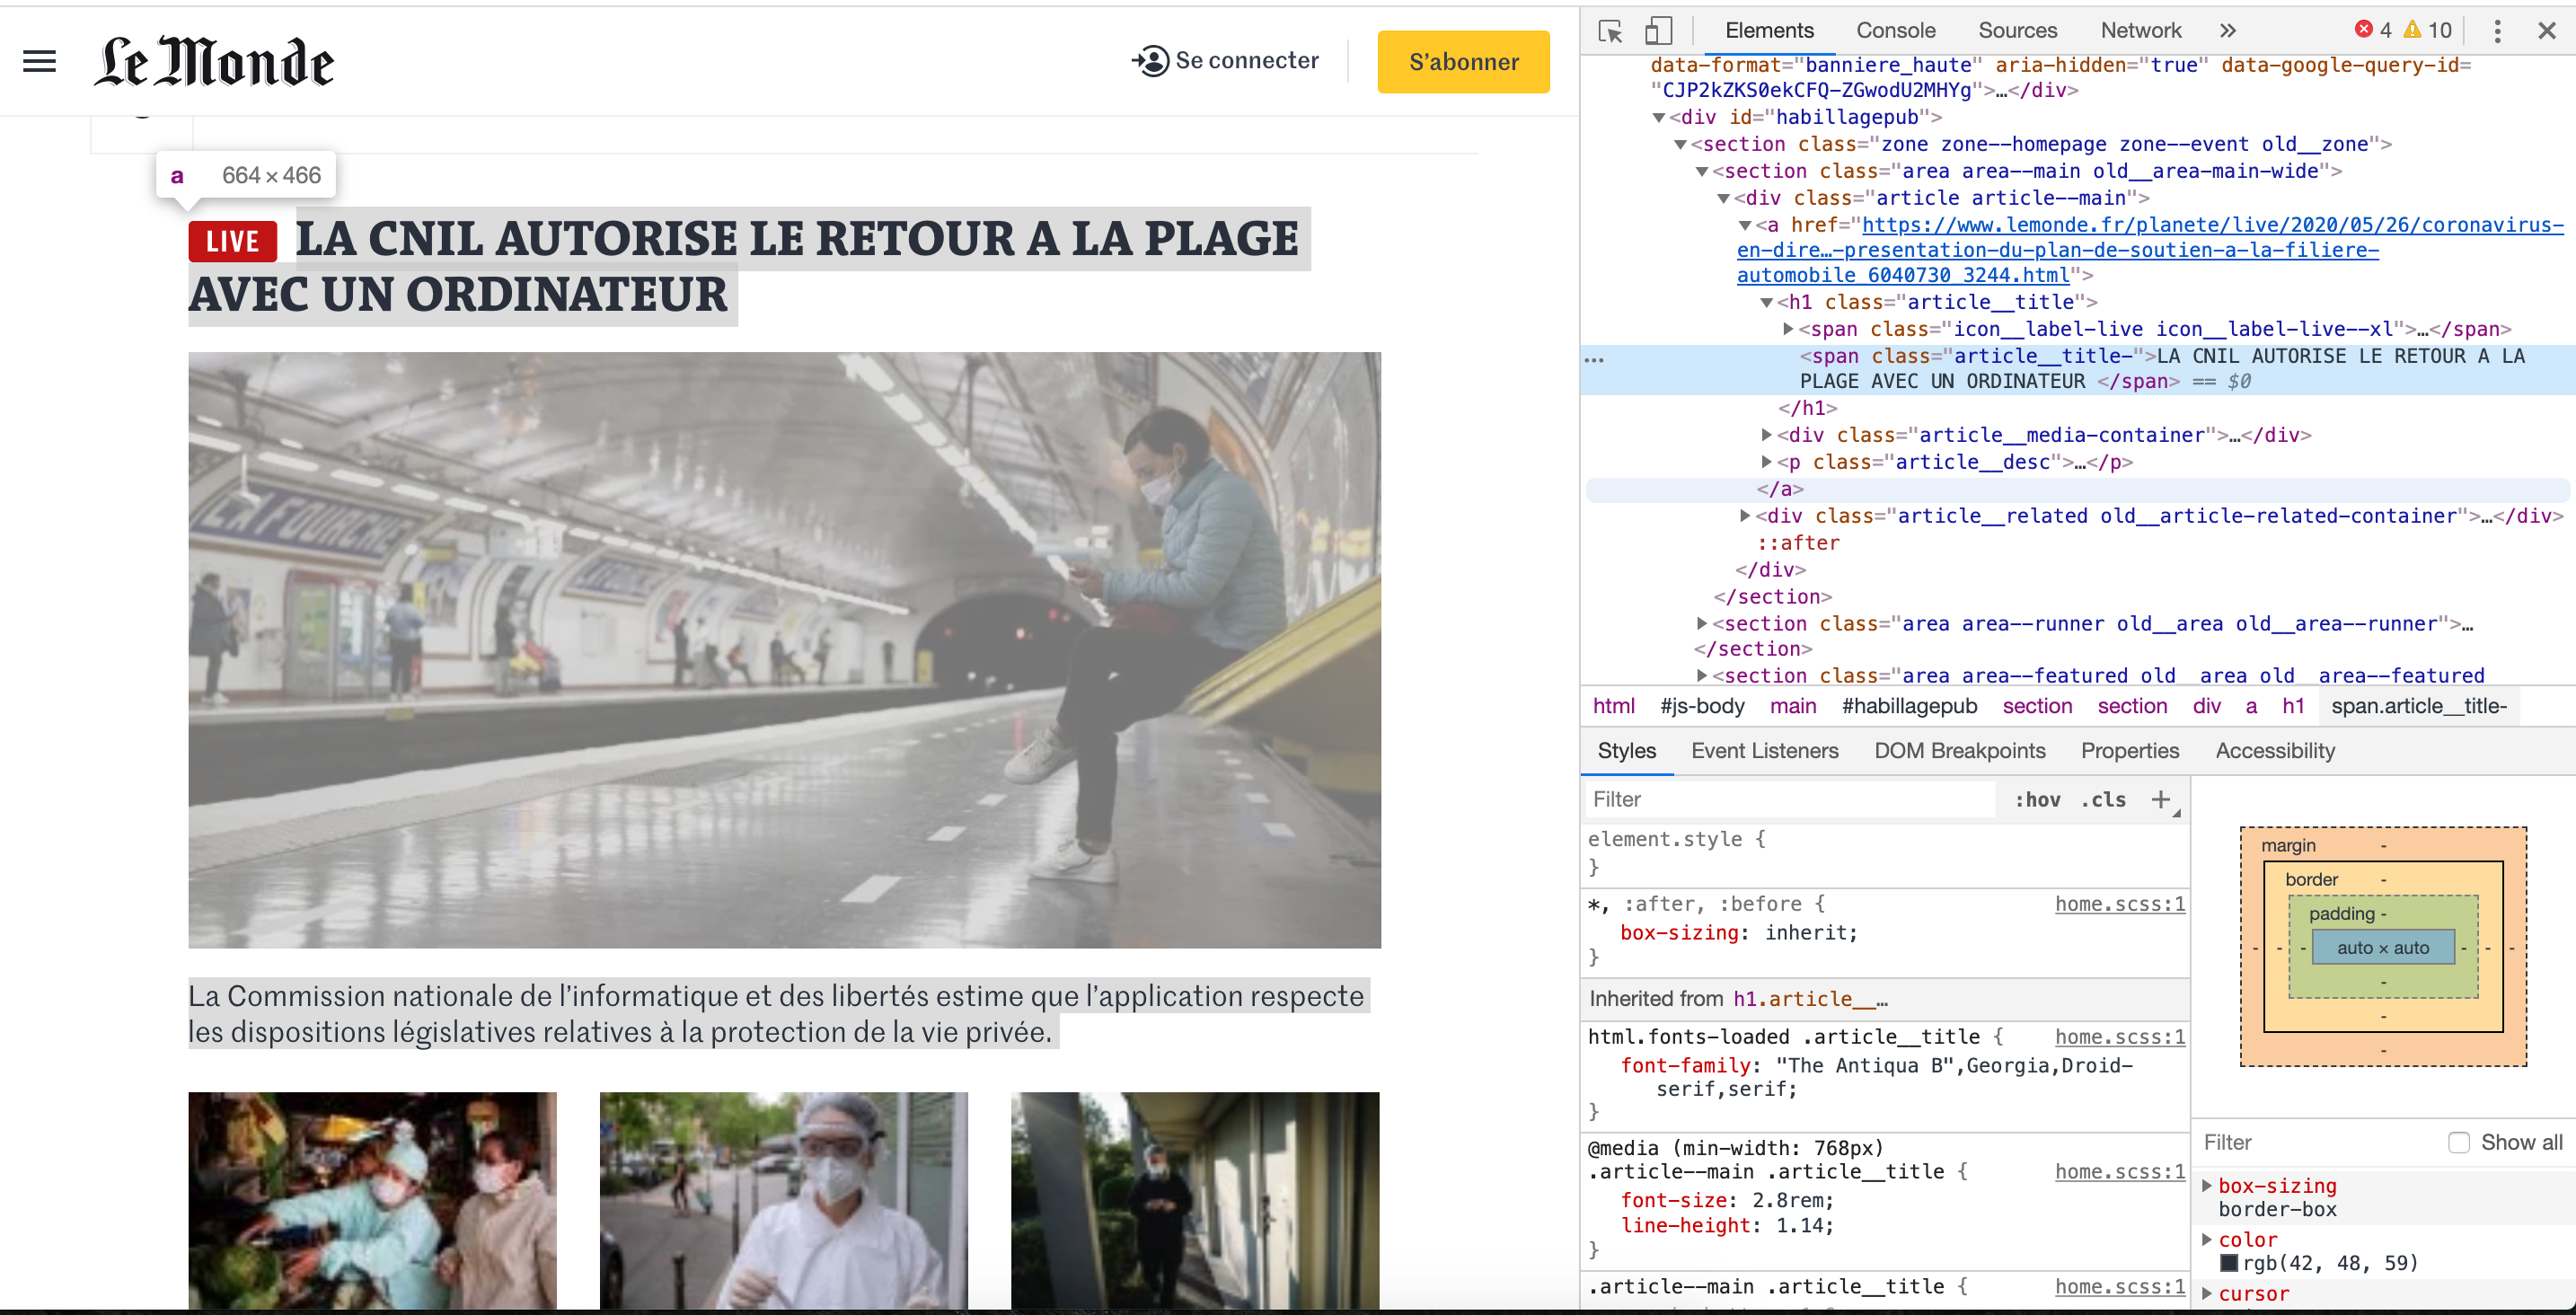 Le Monde
Se connecter
S'abonner
a 664 × 466
LIVE LA CNIL AUTORISE LE RETOUR A LA PLAGE
AVEC UN ORDINATEUR
LA FOURCHE
La Commission nationale de l'informatique et des libertés estime que l'application respecte
les dispositions législatives relatives à la protection de la vie privée.
Elements Console Sources Network » 4 10
data-format="banniere_haute" aria-hidden="true" data-google-query-id=
"CJP2kZKS0ekCFQ-ZGwodU2MHYg">…</div>
<div id="habillagepub">
<section class="zone zone--homepage zone--event old__zone">
<section class="area area--main old__area-main-wide">
<div class="article article--main">
<a href="https://www.lemonde.fr/planete/live/2020/05/26/coronavirus-
en-dire…-presentation-du-plan-de-soutien-a-la-filiere-
automobile_6040730_3244.html">
<h1 class="article__title">
<span class="icon__label-live icon__label-live--xl">…</span>
… <span class="article__title-">LA CNIL AUTORISE LE RETOUR A LA
PLAGE AVEC UN ORDINATEUR </span> == $0
</h1>
<div class="article__media-container">…</div>
<p class="article__desc">…</p>
</a>
<div class="article__related old__article-related-container">…</div>
::after
</div>
</section>
<section class="area area--runner old__area old__area--runner">…
</section>
<section class="area area--featured old__area old__area--featured
html #js-body main #habillagepub section section div a h1 span.article__title-
Styles Event Listeners DOM Breakpoints Properties Accessibility
Filter :hov .cls +
element.style {
}
*, :after, :before { home.scss:1
box-sizing: inherit;
}
Inherited from h1.article__…
html.fonts-loaded .article__title { home.scss:1
font-family: "The Antiqua B",Georgia,Droid-
serif,serif;
}
@media (min-width: 768px)
.article--main .article__title { home.scss:1
font-size: 2.8rem;
line-height: 1.14;
}
.article--main .article__title { home.scss:1
margin -
border -
padding -
- - - auto × auto - - -
-
-
-
Filter Show all
box-sizing
border-box
color
rgb(42, 48, 59)
cursor